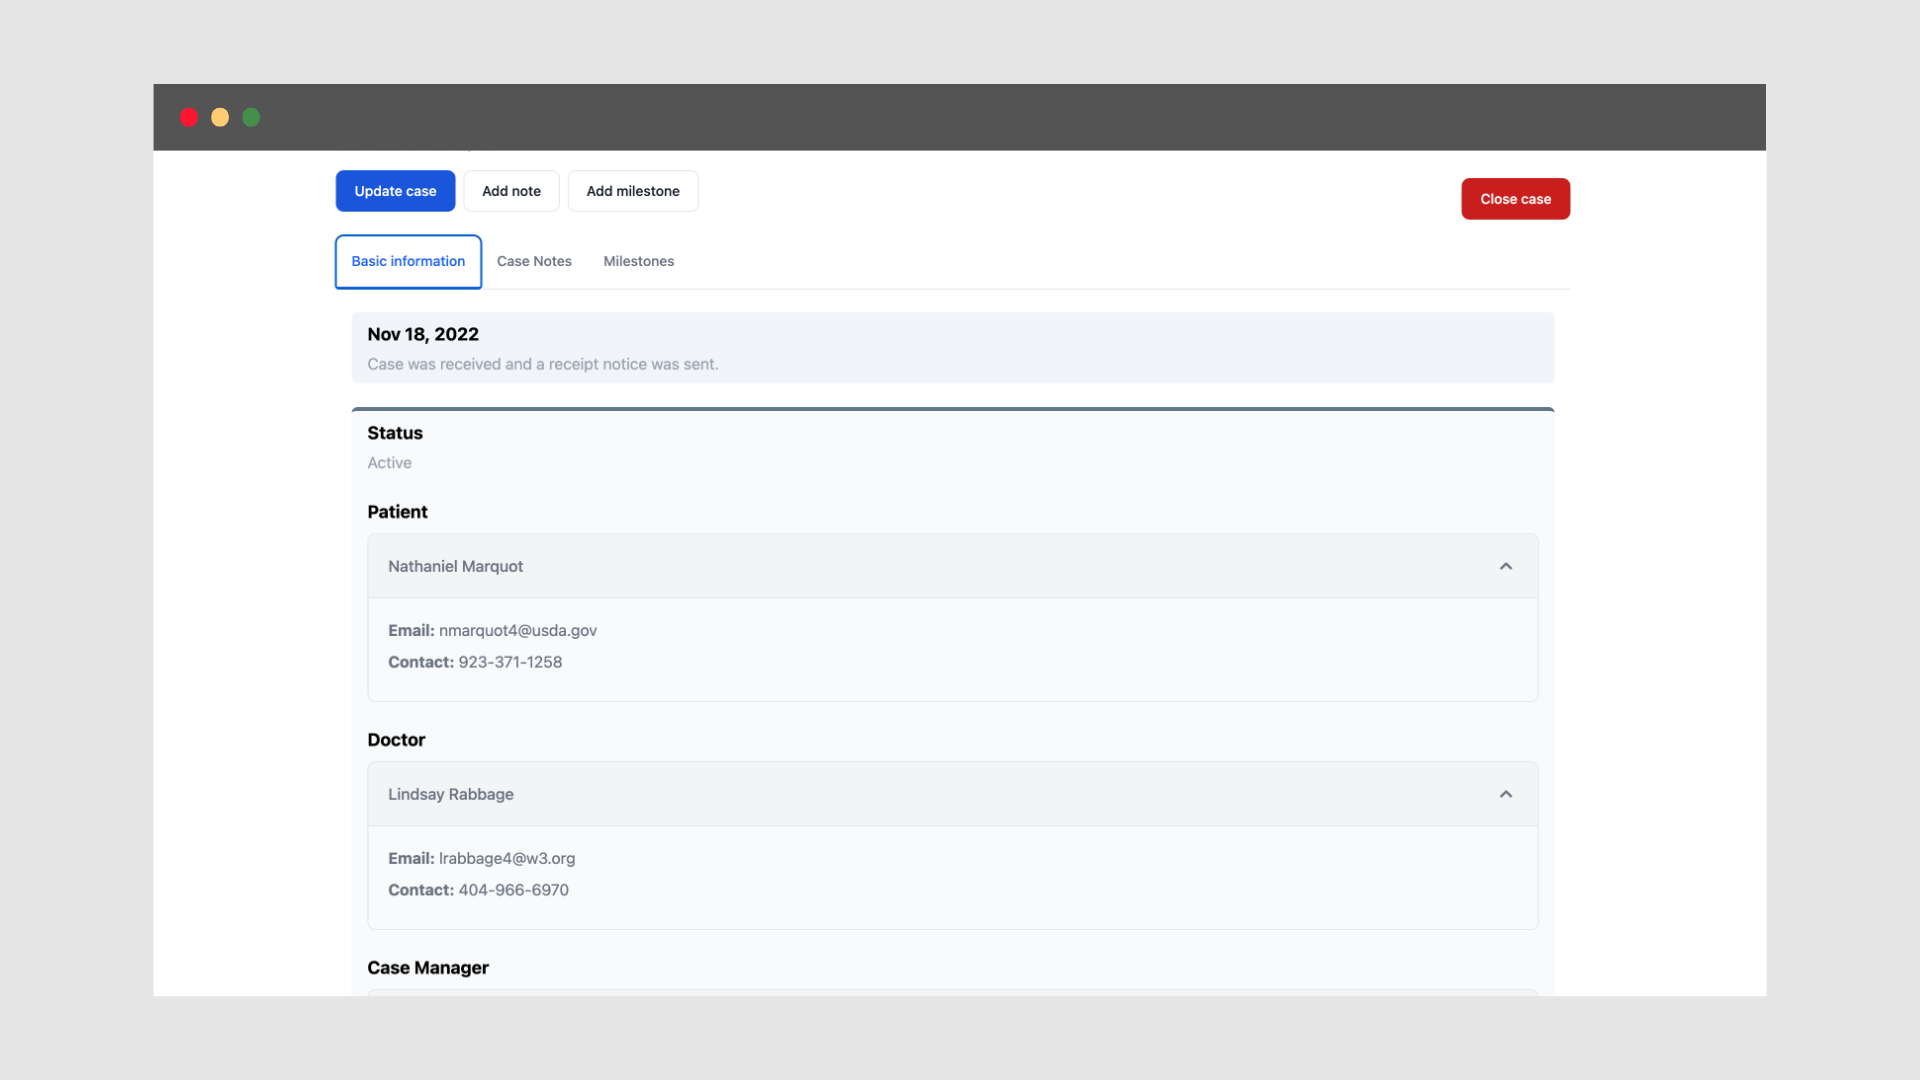 Update case
Add note
Add milestone
Close case
Basic information
Case Notes
Milestones
Nov 18, 2022
Case was received and a receipt notice was sent.
Status
Active
Patient
Nathaniel Marquot
Email: nmarquot4@usda.gov
Contact: 923-371-1258
Doctor
Lindsay Rabbage
Email: lrabbage4@w3.org
Contact: 404-966-6970
Case Manager